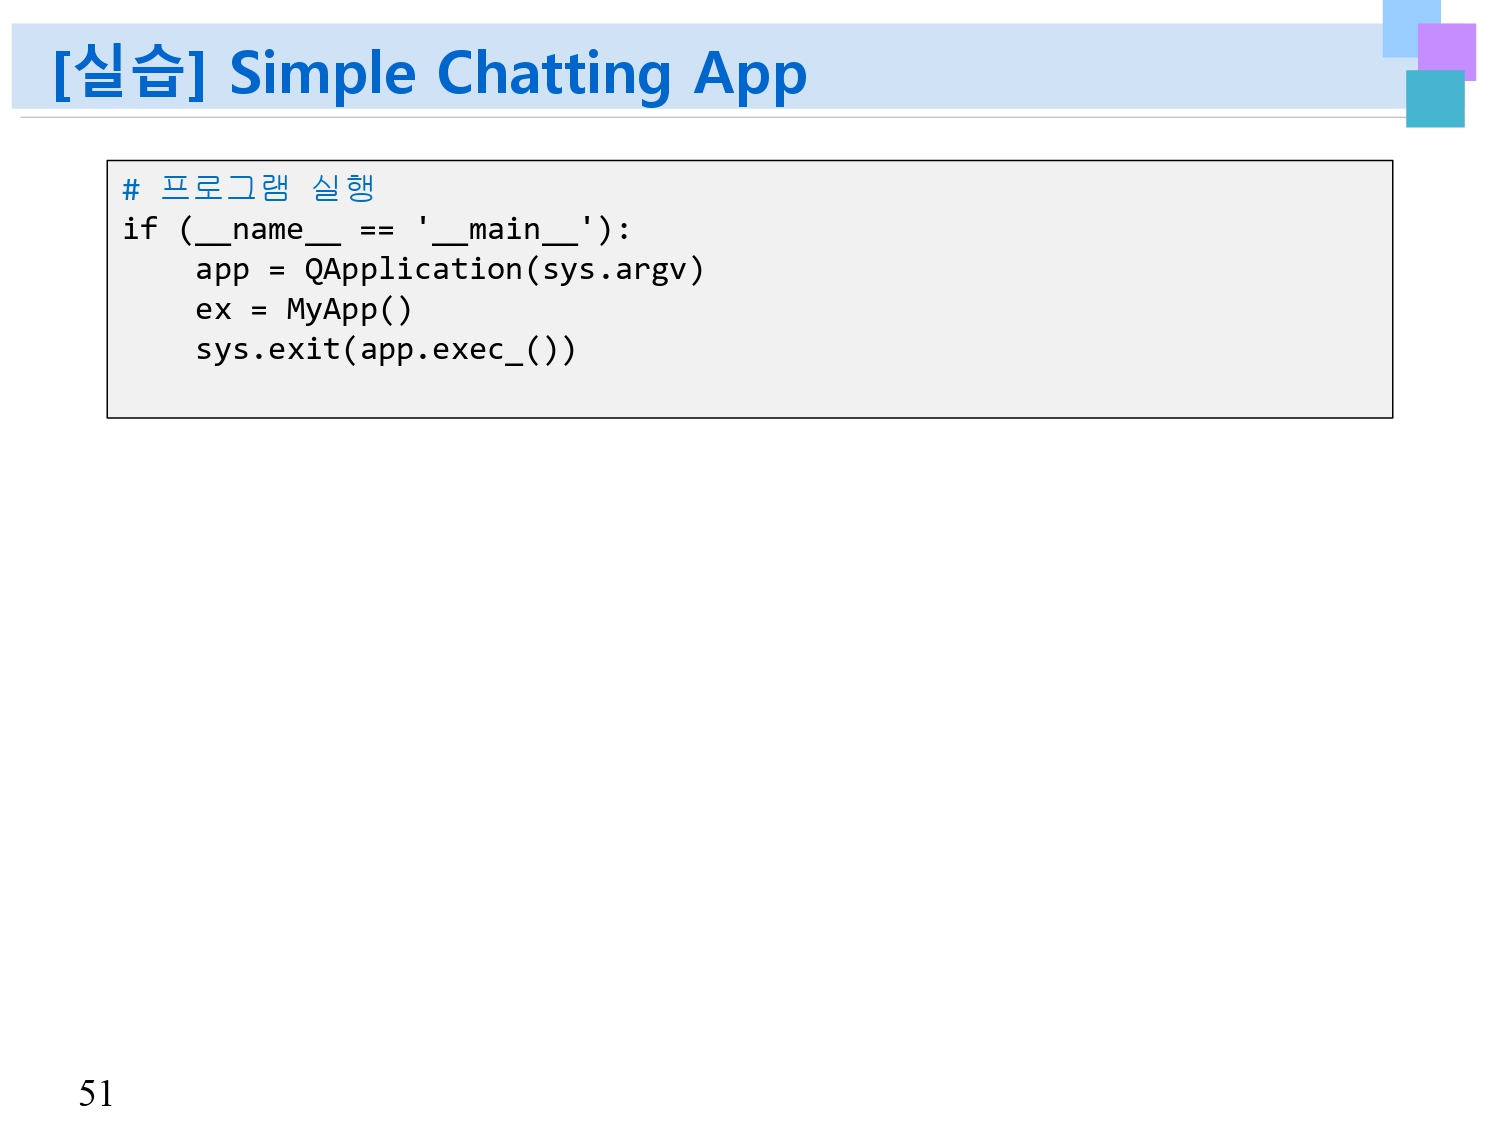 [실습] Simple Chatting App
# 프로그램 실행
if (__name__ == '__main__'):
    app = QApplication(sys.argv)
    ex = MyApp()
    sys.exit(app.exec_())
51